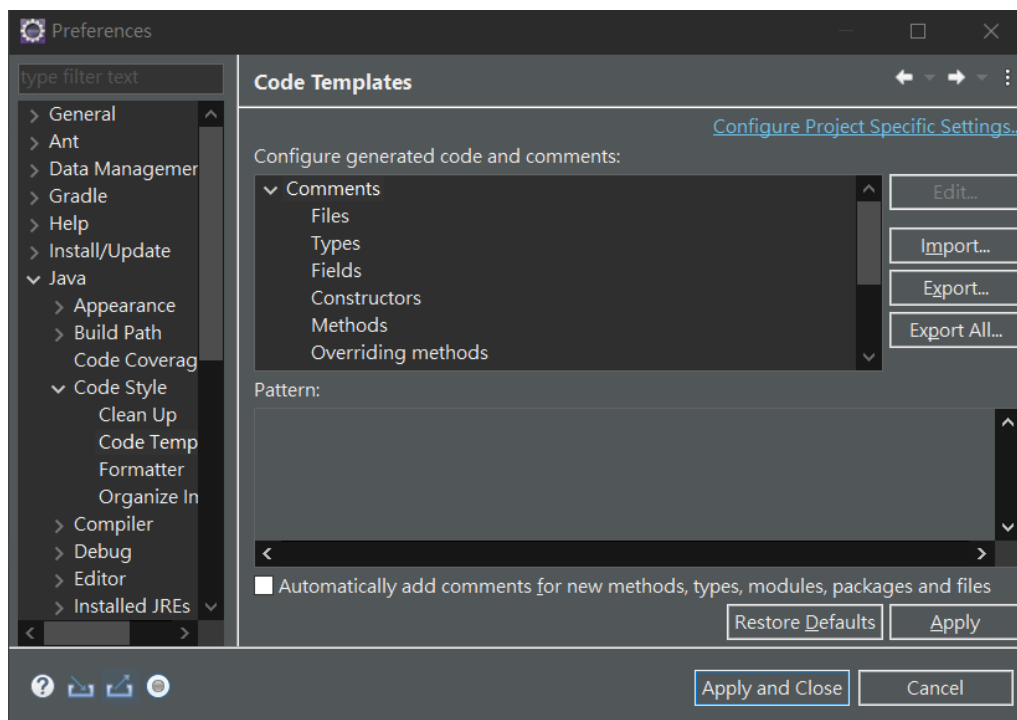 Preferences
type filter text
General
Ant
Data Managemer
Gradle
Help
Install/Update
Java
Appearance
Build Path
Code Coverag
Code Style
Clean Up
Code Temp
Formatter
Organize In
Compiler
Debug
Editor
Installed JREs
Code Templates
Configure Project Specific Settings..
Configure generated code and comments:
Comments
Files
Types
Fields
Constructors
Methods
Overriding methods
Edit...
Import...
Export...
Export All...
Pattern:
Automatically add comments for new methods, types, modules, packages and files
Restore Defaults
Apply
Apply and Close
Cancel